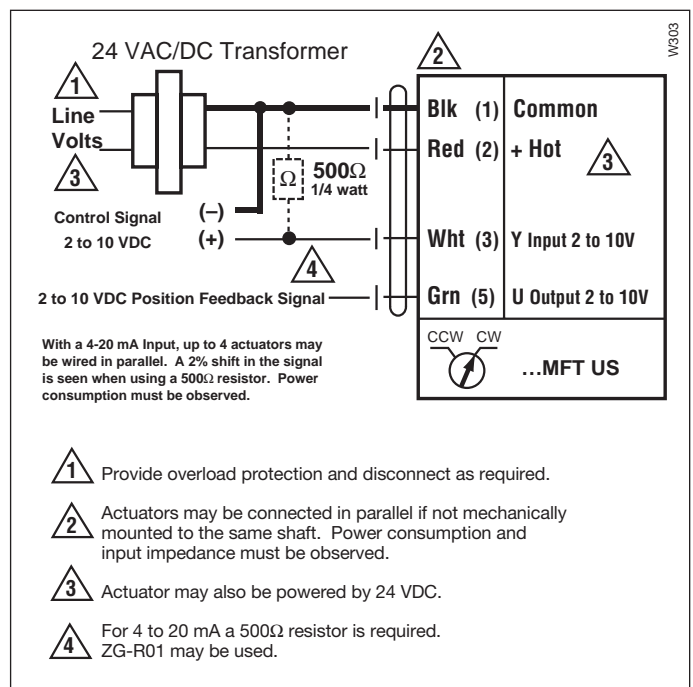 W303
24 VAC/DC Transformer
1
2
Line
Volts
3
Blk (1) Common
Red (2) + Hot
3
Ω
500Ω
1/4 watt
Control Signal (–)
2 to 10 VDC (+)
Wht (3) Y Input 2 to 10V
4
2 to 10 VDC Position Feedback Signal
Grn (5) U Output 2 to 10V
CCW CW
...MFT US
With a 4-20 mA Input, up to 4 actuators may
be wired in parallel. A 2% shift in the signal
is seen when using a 500Ω resistor. Power
consumption must be observed.
1 Provide overload protection and disconnect as required.
2 Actuators may be connected in parallel if not mechanically
mounted to the same shaft. Power consumption and
input impedance must be observed.
3 Actuator may also be powered by 24 VDC.
4 For 4 to 20 mA a 500Ω resistor is required.
ZG-R01 may be used.